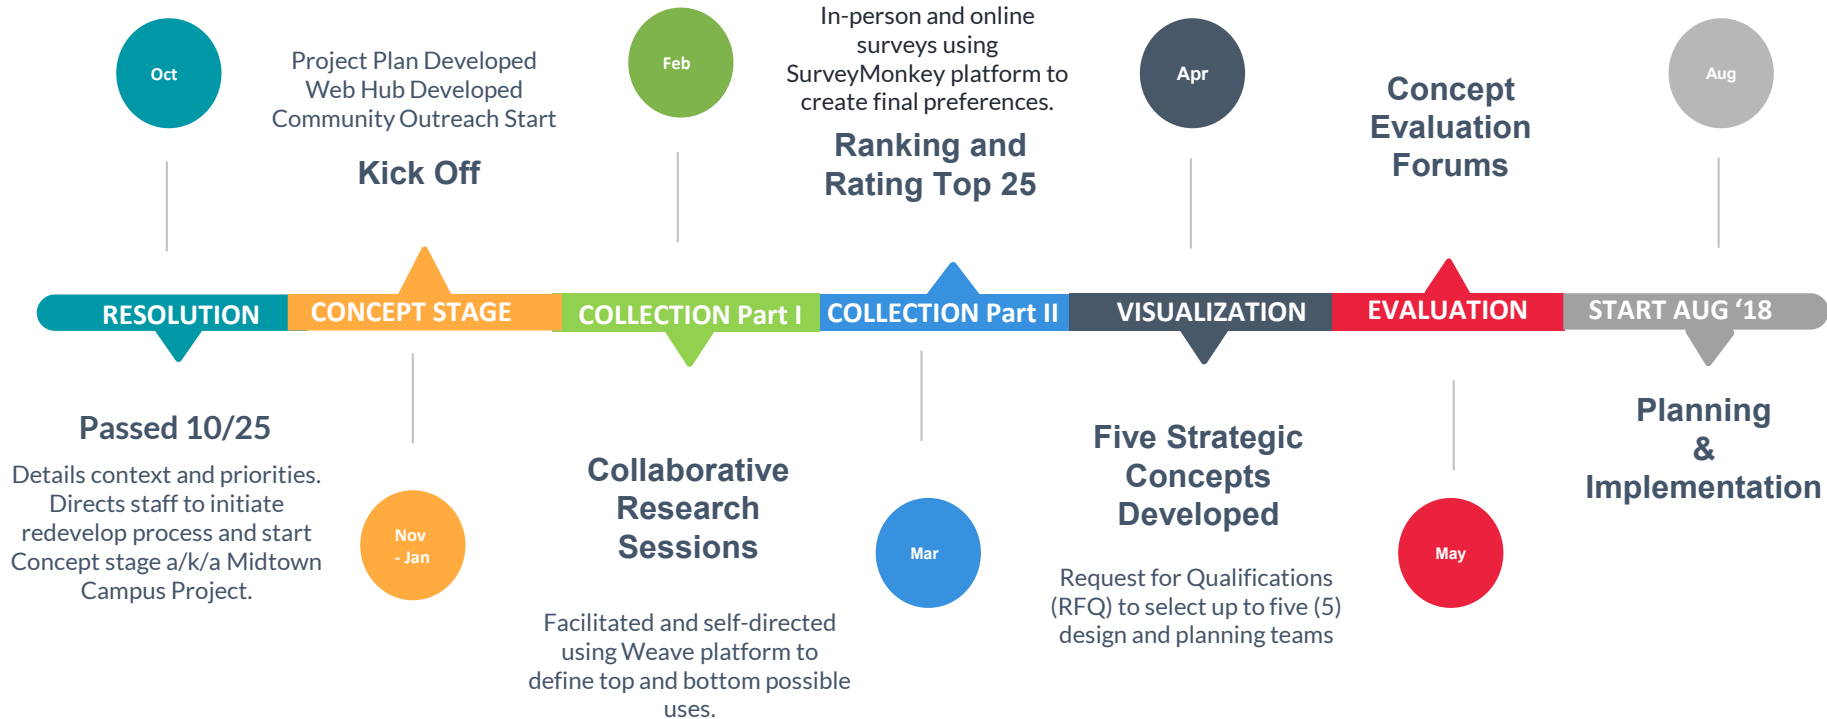 Oct
Project Plan Developed
Web Hub Developed
Community Outreach Start
Kick Off
Feb
In-person and online
surveys using
SurveyMonkey platform to
create final preferences.
Ranking and
Rating Top 25
Apr
Concept
Evaluation
Forums
Aug
RESOLUTION
CONCEPT STAGE
COLLECTION Part I
COLLECTION Part II
VISUALIZATION
EVALUATION
START AUG ‘18
Passed 10/25
Details context and priorities.
Directs staff to initiate
redevelop process and start
Concept stage a/k/a Midtown
Campus Project.
Nov
- Jan
Collaborative
Research
Sessions
Facilitated and self-directed
using Weave platform to
define top and bottom possible
uses.
Mar
Five Strategic
Concepts
Developed
Request for Qualifications
(RFQ) to select up to five (5)
design and planning teams
May
Planning
&
Implementation